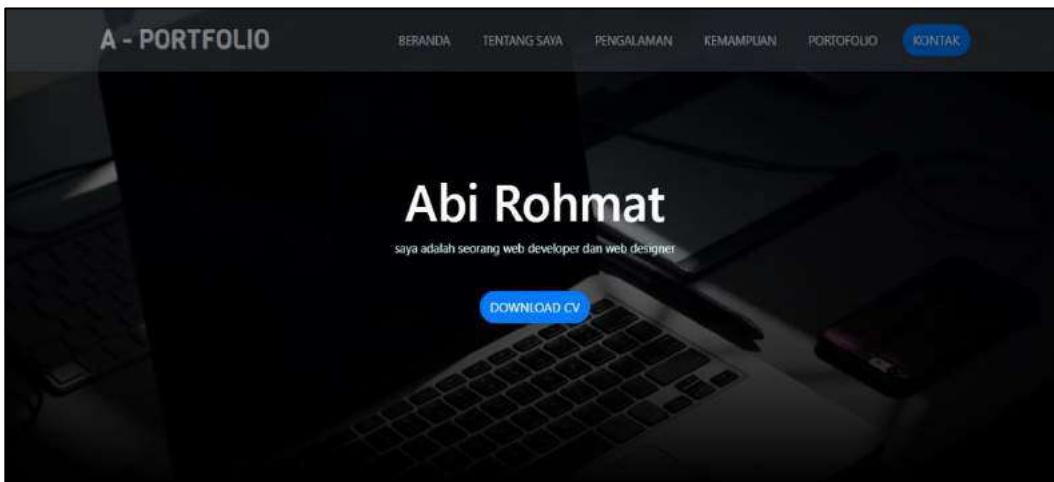 A - PORTFOLIO
BERANDA TENTANG SAYA PENGALAMAN KEMAMPUAN PORTOFOLIO KONTAK
Abi Rohmat
saya adalah seorang web developer dan web designer
DOWNLOAD CV